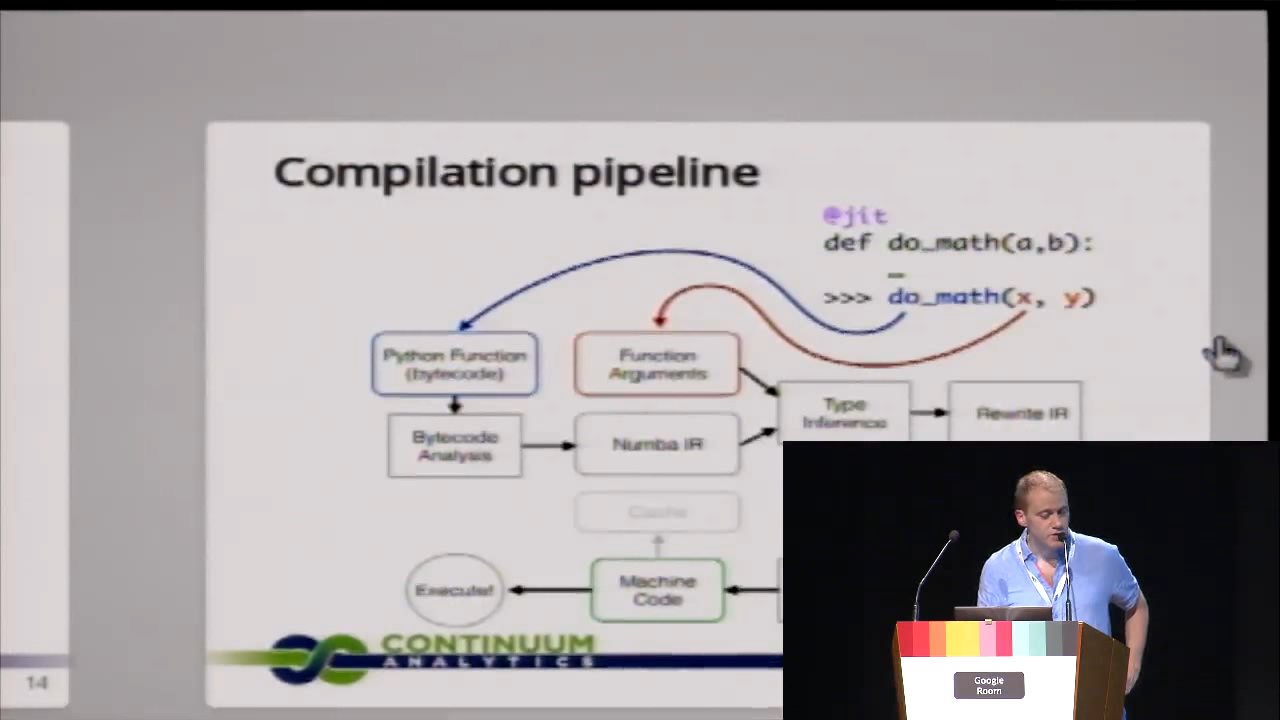 Compilation pipeline
@jit
def do_math(a,b):
…
>>> do_math(x, y)
Python Function
(bytecode)
Function
Arguments
Type
Inference
Rewrite IR
Bytecode
Analysis
Numba IR
Cache
Execute!
Machine
Code
CONTINUUM
ANALYTICS
14
Google
Room